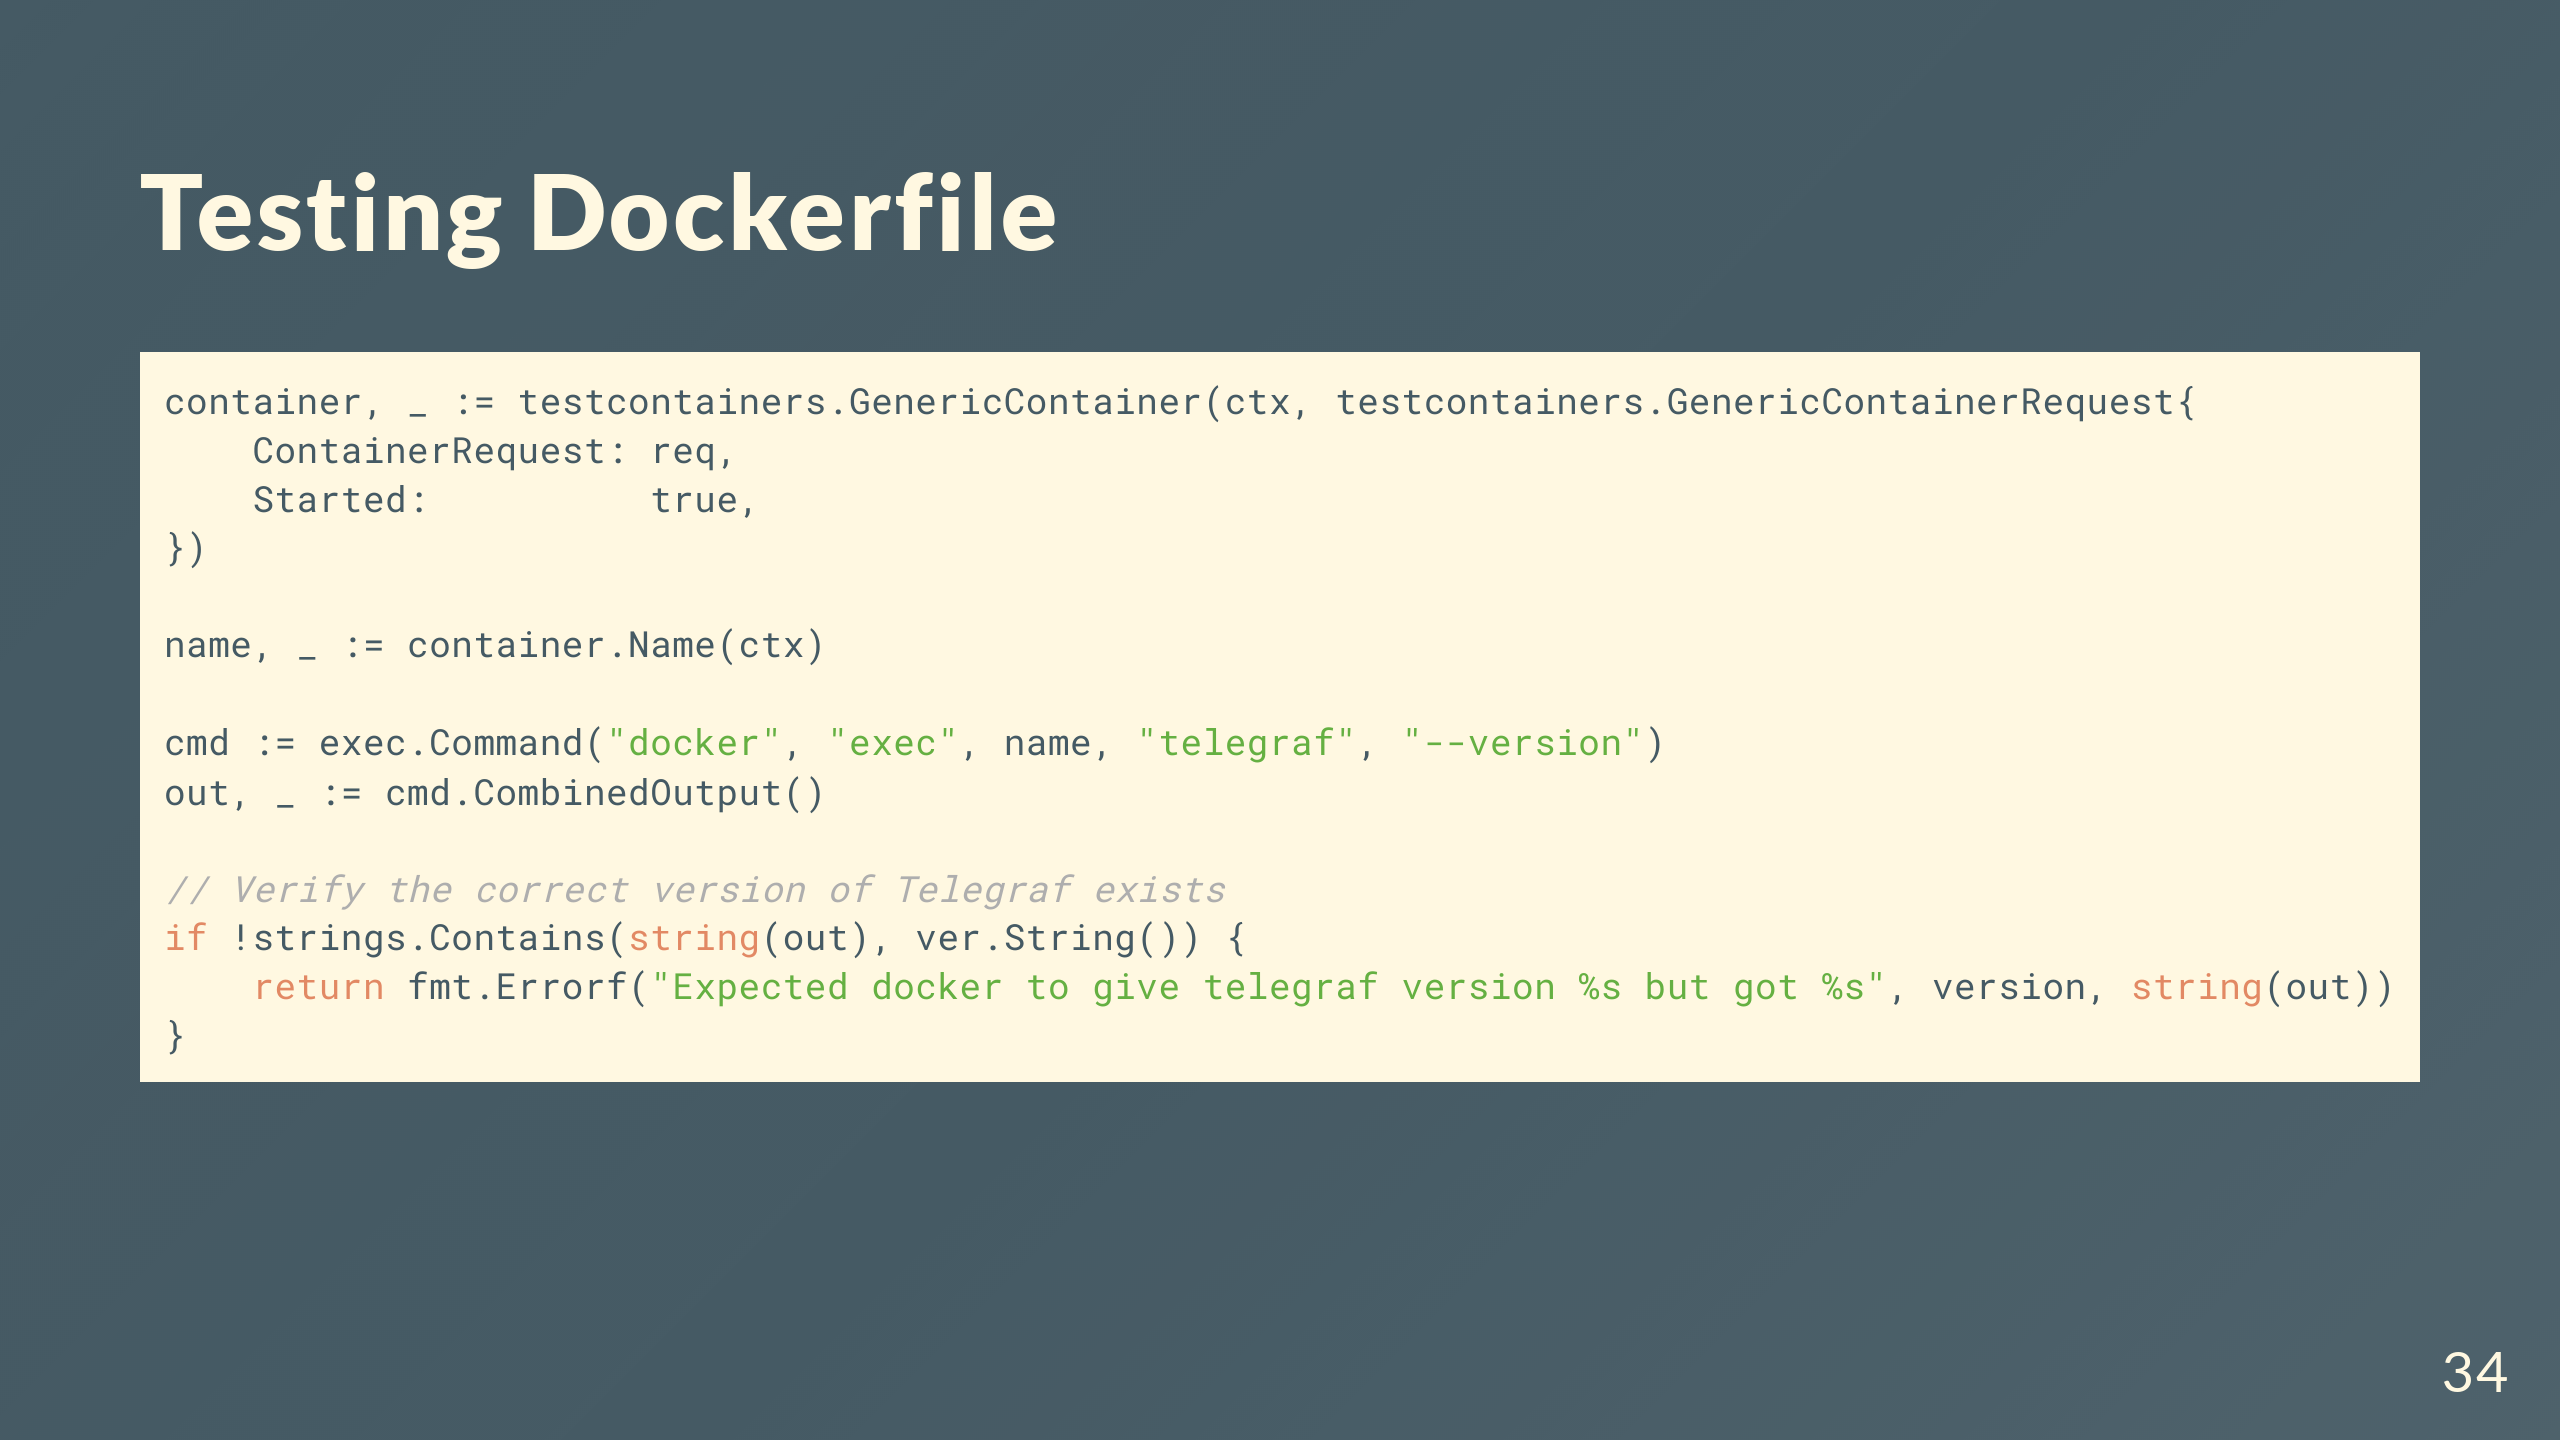 Testing Dockerfile
container, _ := testcontainers.GenericContainer(ctx, testcontainers.GenericContainerRequest{
    ContainerRequest: req,
    Started:          true,
})
name, _ := container.Name(ctx)
cmd := exec.Command("docker", "exec", name, "telegraf", "--version")
out, _ := cmd.CombinedOutput()
// Verify the correct version of Telegraf exists
if !strings.Contains(string(out), ver.String()) {
    return fmt.Errorf("Expected docker to give telegraf version %s but got %s", version, string(out))
}
34